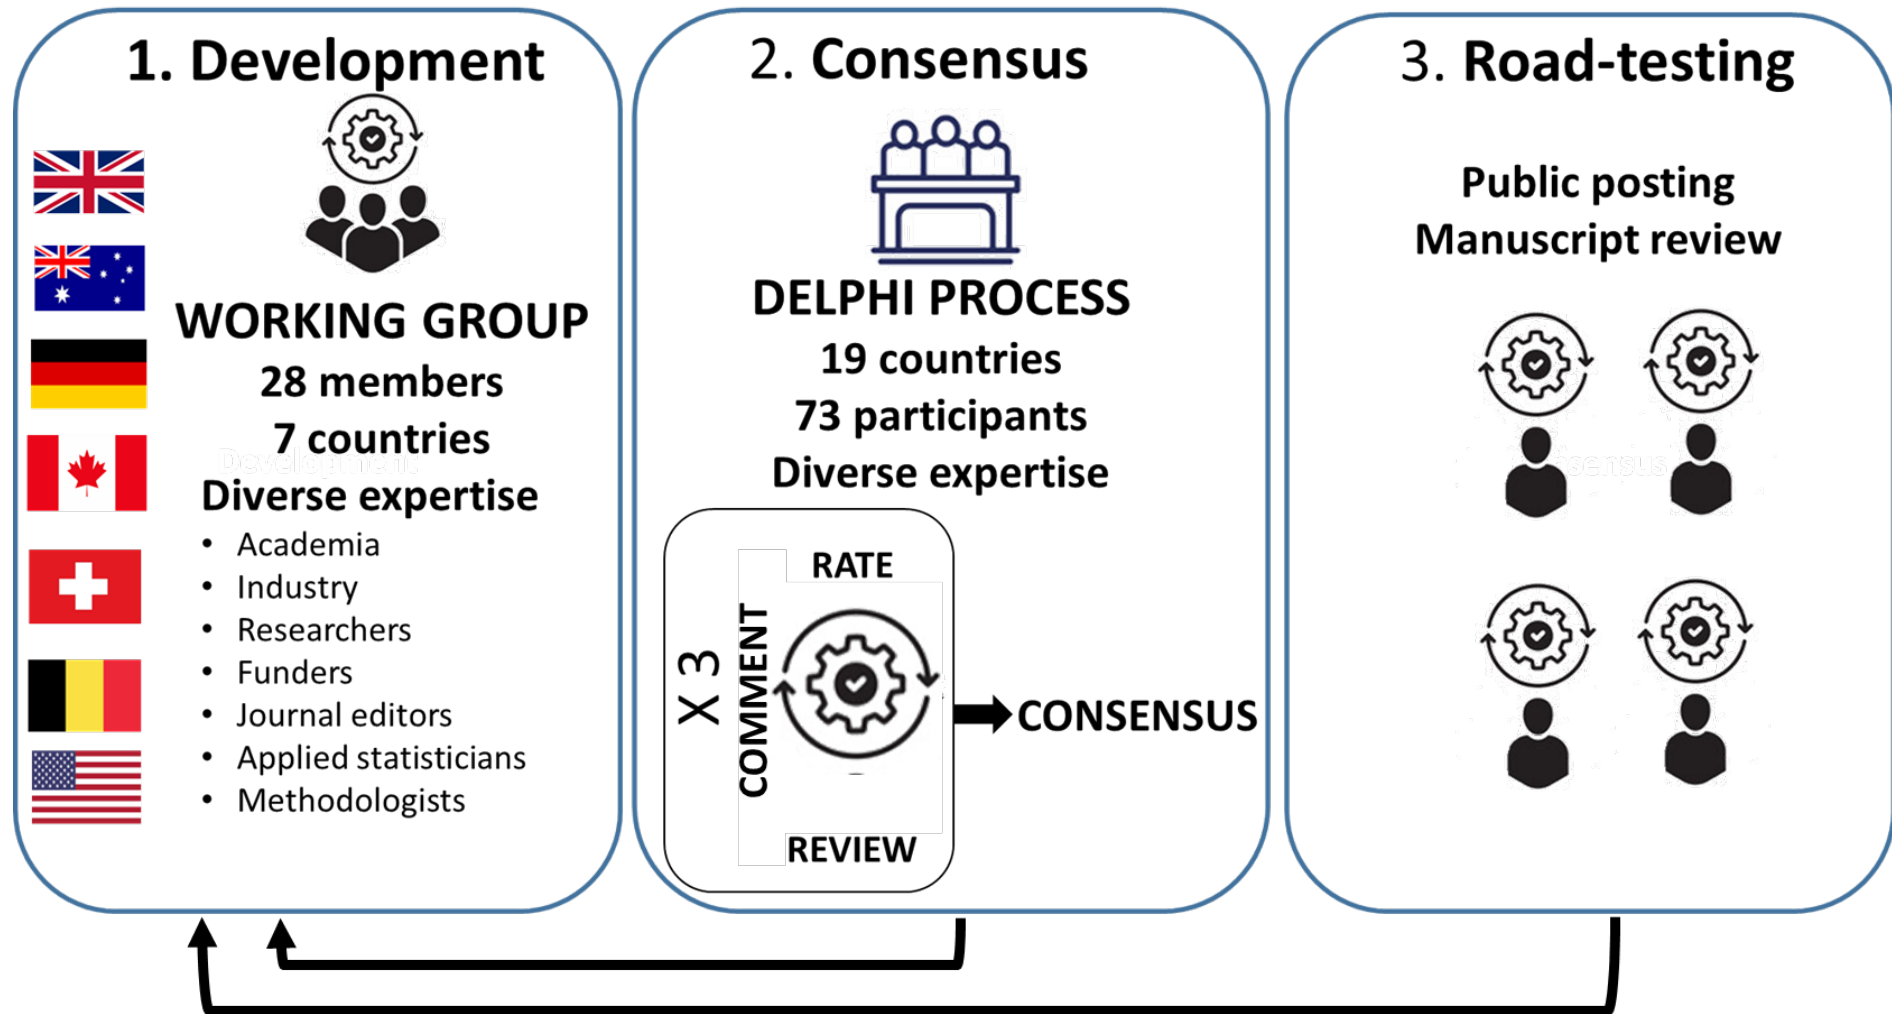 1. Development
WORKING GROUP
28 members
7 countries
Development
Diverse expertise
• Academia
• Industry
• Researchers
• Funders
• Journal editors
• Applied statisticians
• Methodologists
2. Consensus
DELPHI PROCESS
19 countries
73 participants
Diverse expertise
X 3
COMMENT
RATE
REVIEW
CONSENSUS
3. Road-testing
Public posting
Manuscript review